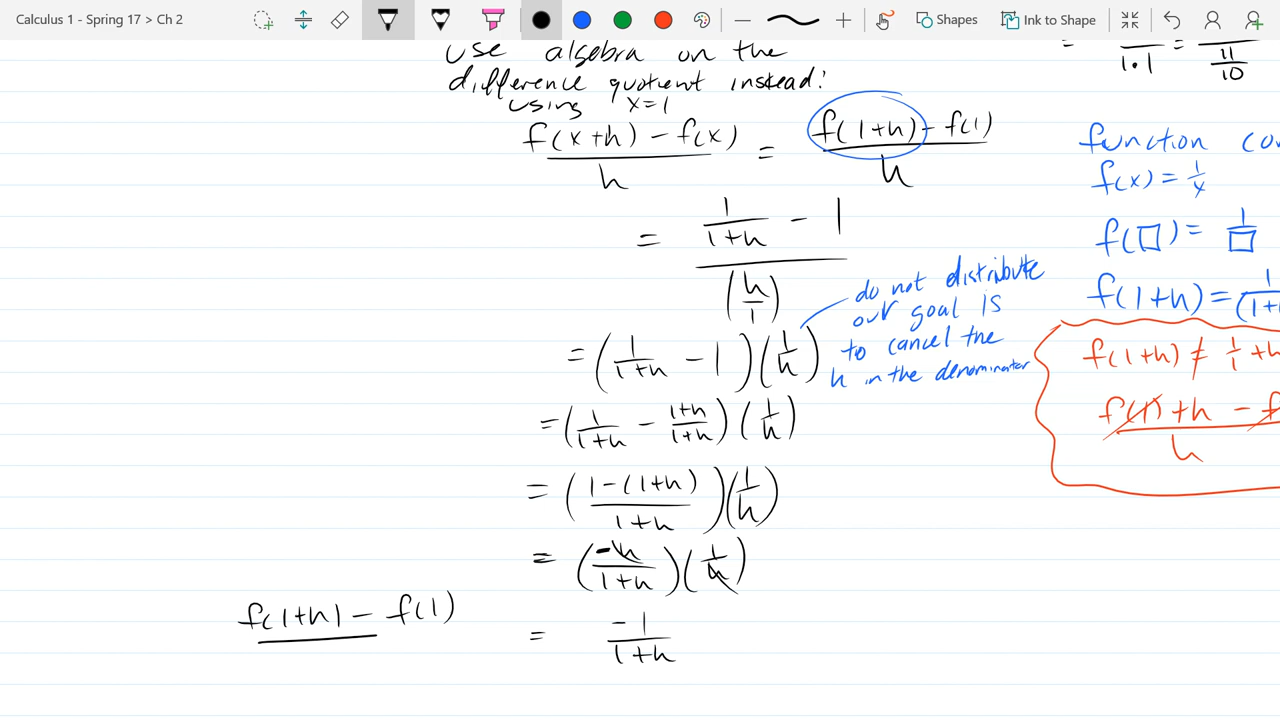 Calculus 1 - Spring 17 > Ch 2
Shapes
Ink to Shape
use algebra on the
difference quotient instead:
using x=1
= 1.1 = 11/10
(f(x+h) - f(x))/h = (f(1+h) - f(1))/h
= (1/(1+h) - 1)/(h/1)
= (1/(1+h) - 1)(1/h)
do not distribute
our goal is
to cancel the
h in the denominator
= (1/(1+h) - (1+h)/(1+h))(1/h)
= ((1-(1+h))/(1+h))(1/h)
= (-h/(1+h))(1/h)
f(1+h) - f(1) = -1/(1+h)
function
f(x) = 1/x
f(□) = 1/□
f(1+h) = 1/(1+
f(1+h) ≠ 1/1 + h
(f(1)+h - f)/h